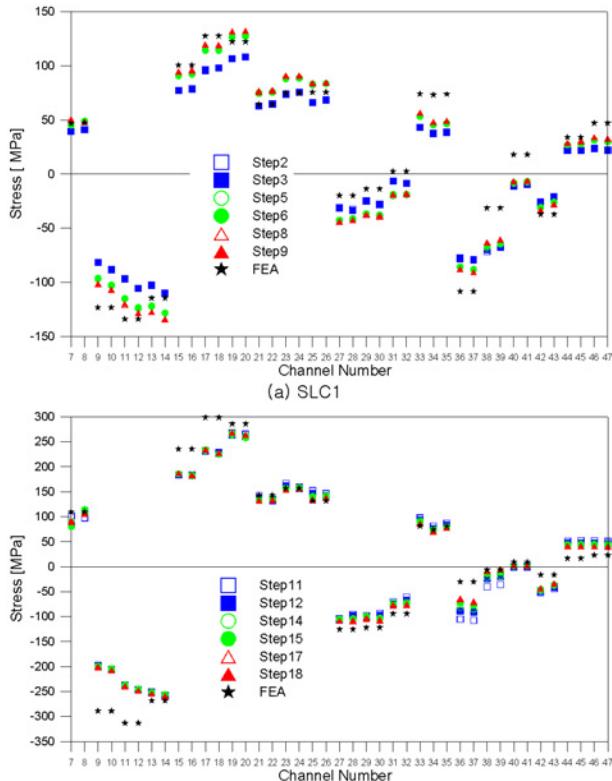 150
100
50
0
-50
-100
-150
Stress [ MPa]
Step2
Step3
Step5
Step6
Step8
Step9
FEA
7 8 9 10 11 12 13 14 15 16 17 18 19 20 21 22 23 24 25 26 27 28 29 30 31 32 33 34 35 36 37 38 39 40 41 42 43 44 45 46 47
Channel Number
(a) SLC1
300
250
200
150
100
50
0
-50
-100
-150
-200
-250
-300
-350
Stress [MPa]
Step11
Step12
Step14
Step15
Step17
Step18
FEA
7 8 9 10 11 12 13 14 15 16 17 18 19 20 21 22 23 24 25 26 27 28 29 30 31 32 33 34 35 36 37 38 39 40 41 42 43 44 45 46 47
Channel Number